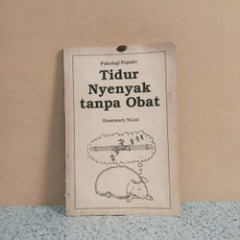 Psikologi Populer
Tidur
Nyenyak
tanpa Obat
Rosemary Nicol